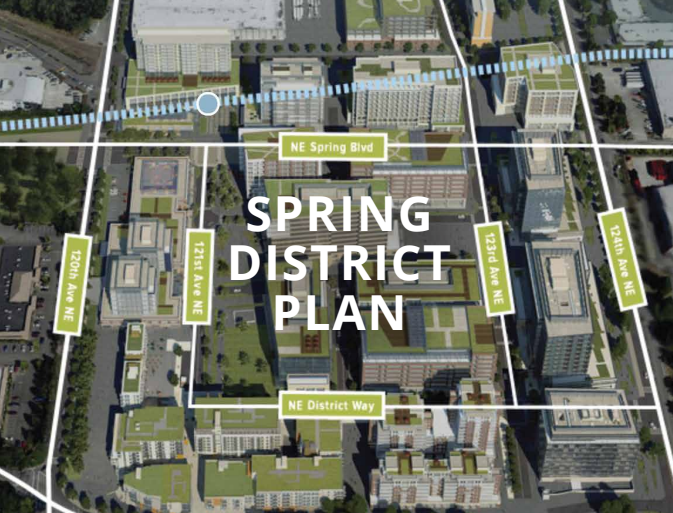 NE Spring Blvd
SPRING
DISTRICT
PLAN
120th Ave NE
121st Ave NE
123rd Ave NE
124th Ave NE
NE District Way